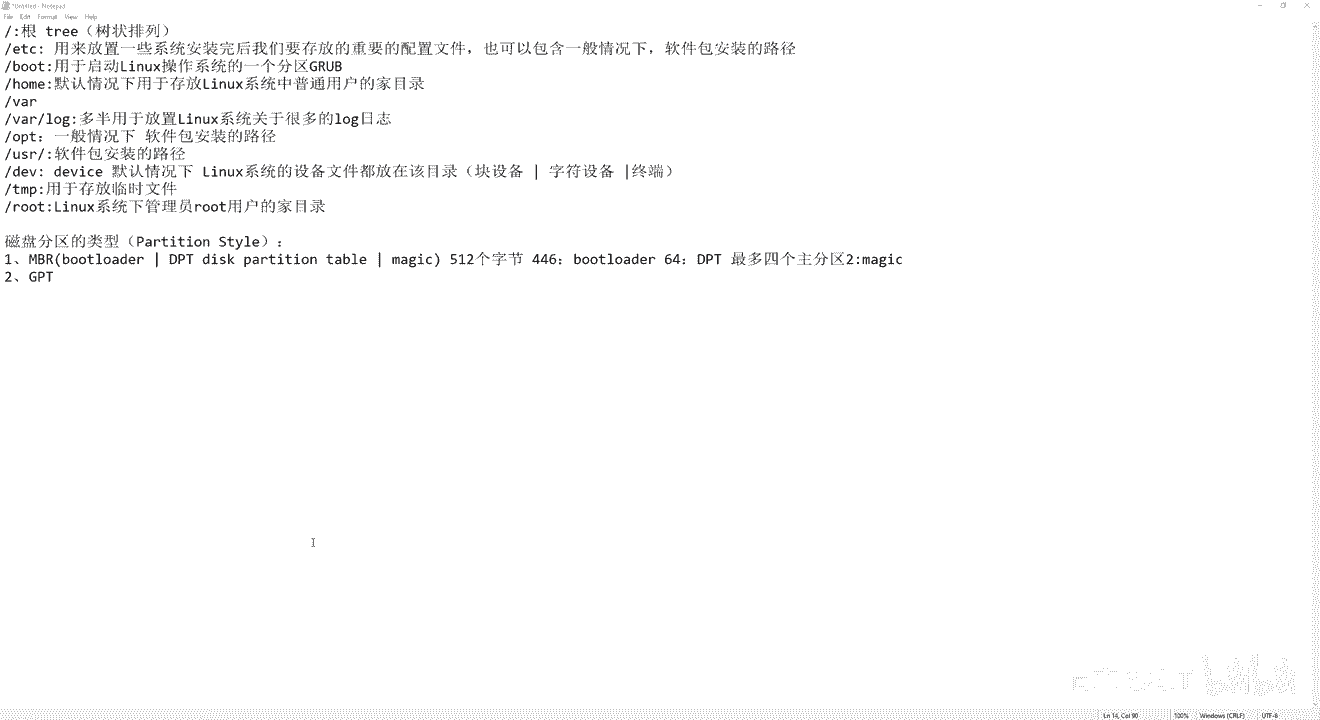 *Untitled - Notepad
File Edit Format View Help
/:根 tree（树状排列）
/etc: 用来放置一些系统安装完后我们要存放的重要的配置文件，也可以包含一般情况下，软件包安装的路径
/boot:用于启动Linux操作系统的一个分区GRUB
/home:默认情况下用于存放Linux系统中普通用户的家目录
/var
/var/log:多半用于放置Linux系统关于很多的log日志
/opt: 一般情况下 软件包安装的路径
/usr/:软件包安装的路径
/dev: device 默认情况下 Linux系统的设备文件都放在该目录（块设备 | 字符设备 |终端）
/tmp:用于存放临时文件
/root:Linux系统下管理员root用户的家目录
磁盘分区的类型（Partition Style）:
1、MBR(bootloader | DPT disk partition table | magic) 512个字节 446: bootloader 64: DPT 最多四个主分区2:magic
2、GPT
Ln 14, Col 90 100% Windows (CRLF) UTF-8